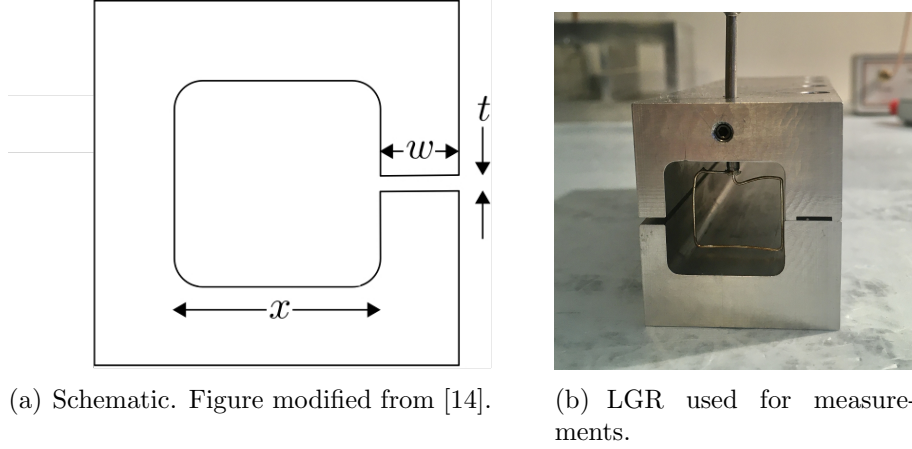 t
w
x
(a) Schematic. Figure modified from [14].
(b) LGR used for measure-
ments.